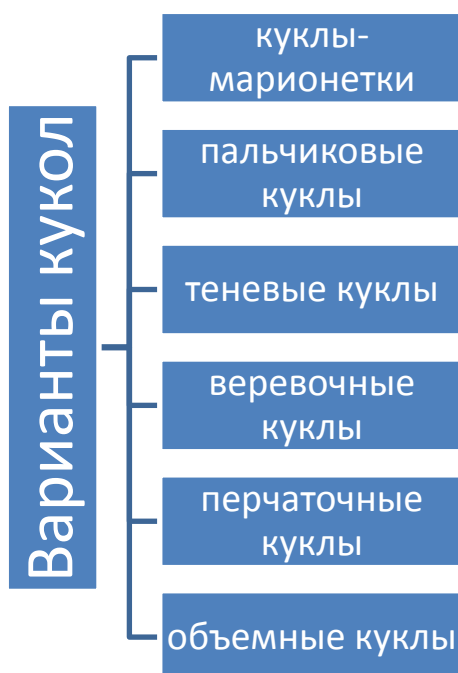 Варианты кукол
куклы-
марионетки
пальчиковые
куклы
теневые куклы
веревочные
куклы
перчаточные
куклы
объемные куклы